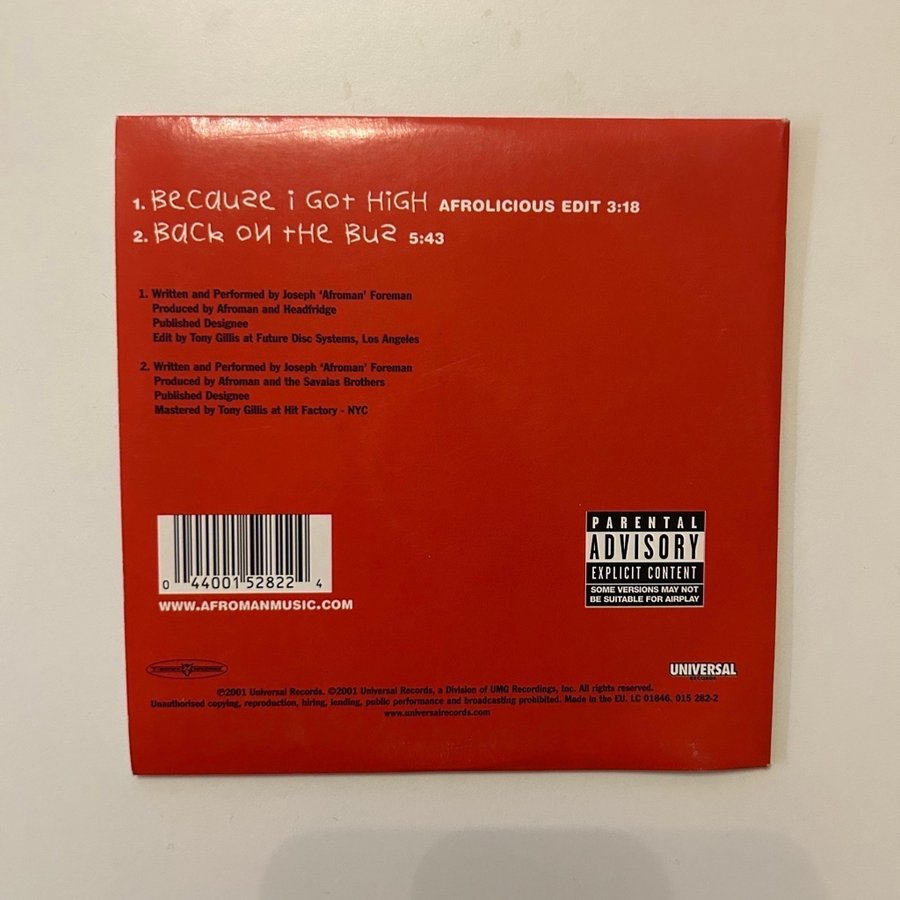 1. BECAUSE i GOT HiGH AFROLICIOUS EDIT 3:18
2. BACK ON THE BUS 5:43
1. Written and Performed by Joseph 'Afroman' Foreman
Produced by Afroman and Headfridge
Published Designee
Edit by Tony Gillis at Future Disc Systems, Los Angeles
2. Written and Performed by Joseph 'Afroman' Foreman
Produced by Afroman and the Savalas Brothers
Published Designee
Mastered by Tony Gillis at Hit Factory - NYC
0 44001 52822 4
WWW.AFROMANMUSIC.COM
PARENTAL
ADVISORY
EXPLICIT CONTENT
SOME VERSIONS MAY NOT
BE SUITABLE FOR AIRPLAY
UNIVERSAL
RECORDS
℗2001 Universal Records. ©2001 Universal Records, a Division of UMG Recordings, Inc. All rights reserved.
Unauthorised copying, reproduction, hiring, lending, public performance and broadcasting prohibited. Made in the EU. LC 01846. 015 282-2
www.universalrecords.com